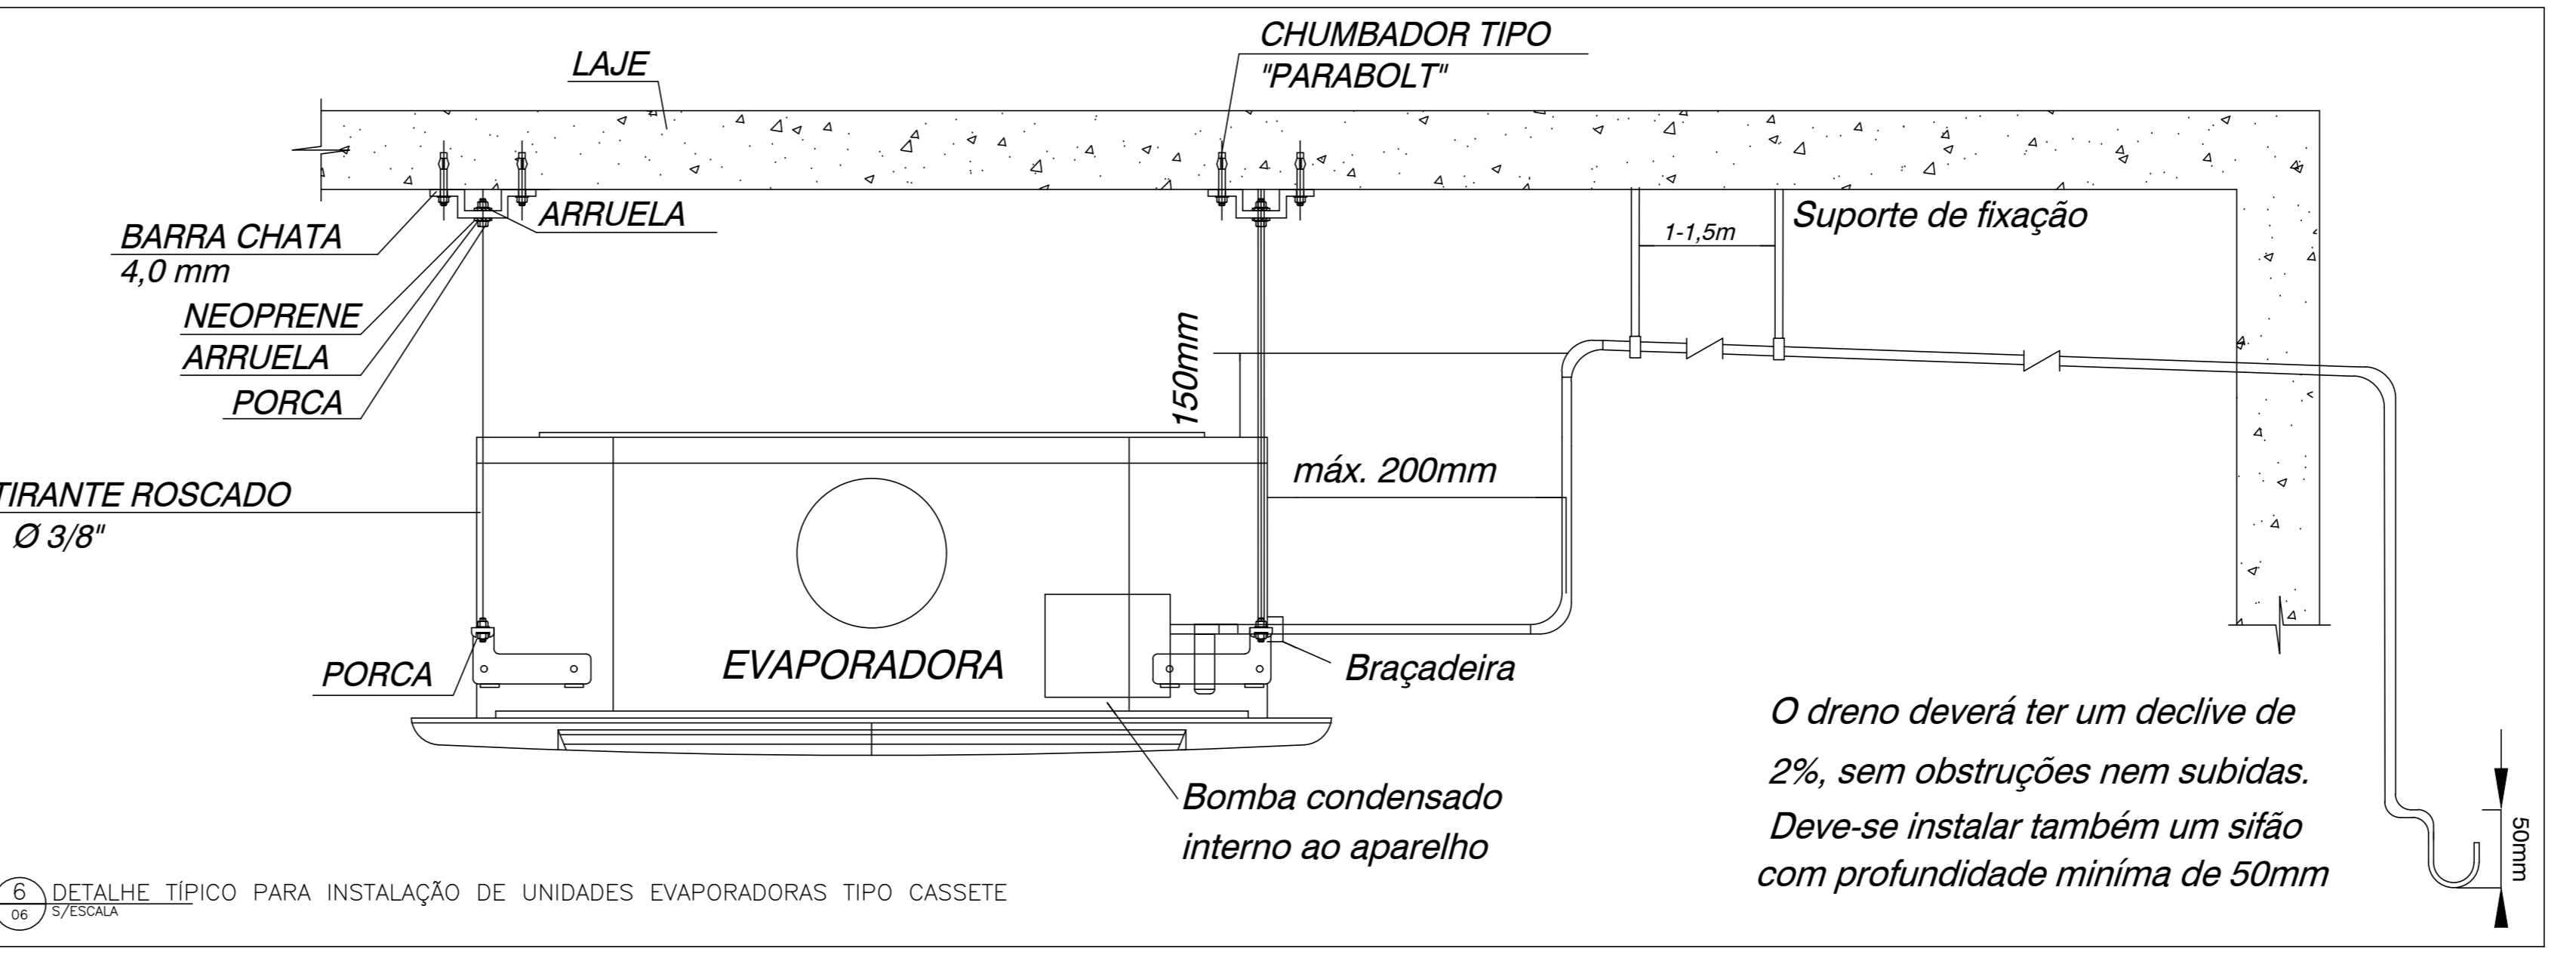 CHUMBADOR TIPO
"PARABOLT"
LAJE
ARRUELA
Suporte de fixação
1-1,5m
BARRA CHATA
4,0 mm
NEOPRENE
ARRUELA
PORCA
150mm
máx. 200mm
TIRANTE ROSCADO
Ø 3/8"
PORCA
EVAPORADORA
Braçadeira
O dreno deverá ter um declive de
2%, sem obstruções nem subidas.
Deve-se instalar também um sifão
com profundidade miníma de 50mm
50mm
Bomba condensado
interno ao aparelho
6
06
DETALHE TÍPICO PARA INSTALAÇÃO DE UNIDADES EVAPORADORAS TIPO CASSETE
S/ESCALA